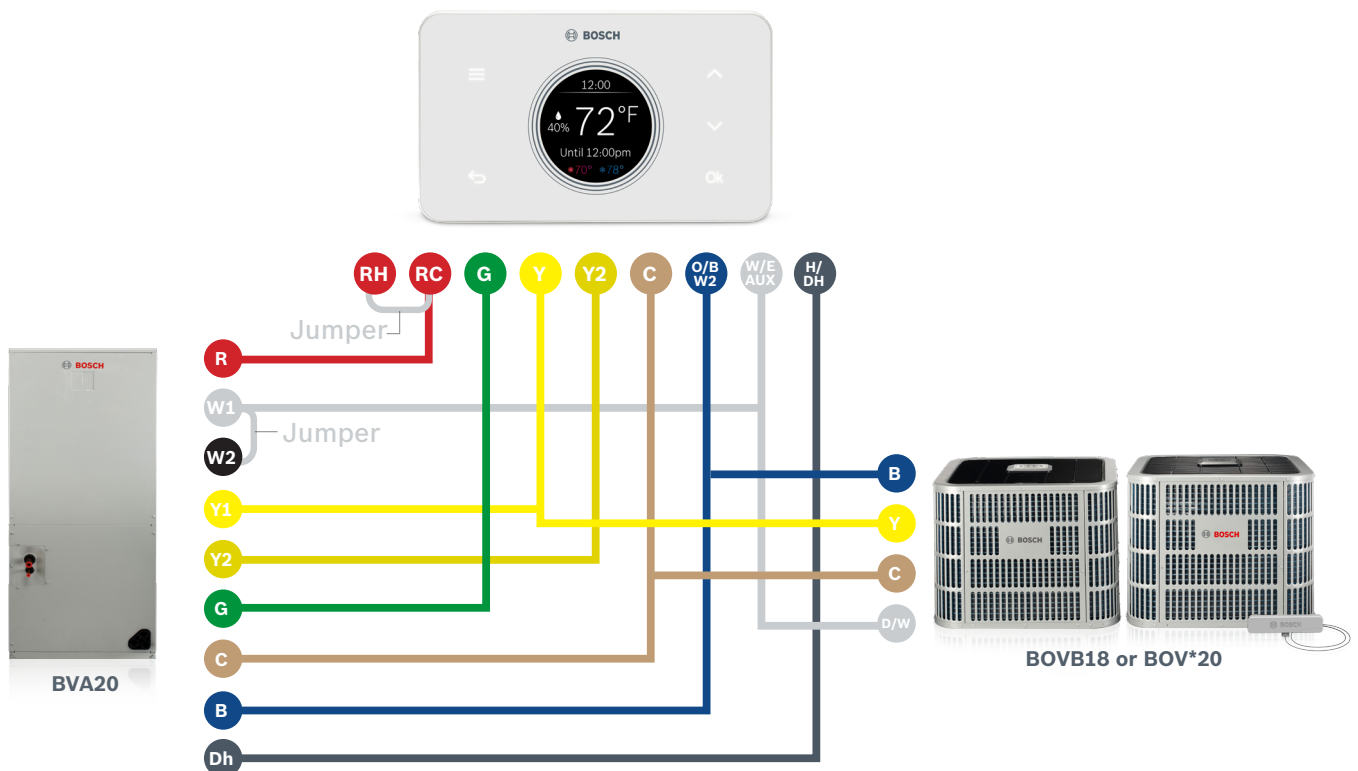 BOSCH
12:00
40%
72°F
Until 12:00pm
70° 78°
Ok
RH RC G Y Y2 C O/B W/E H/
W2 AUX DH
Jumper
R
BOSCH
W1
Jumper
W2
B
Y1
Y
BOSCH
BOSCH
Y2
C
G
D/W
BOSCH
C
BOVB18 or BOV*20
BVA20
B
Dh